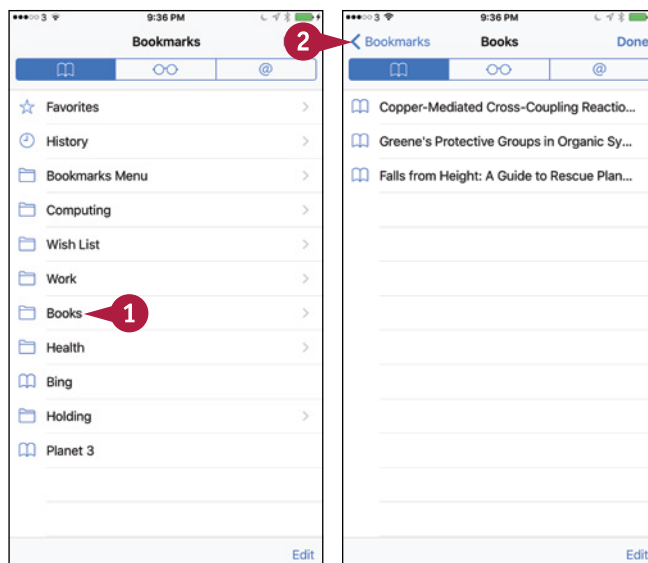 3 9:36 PM
Bookmarks
@
Favorites
History
Bookmarks Menu
Computing
Wish List
Work
Books 1
Health
Bing
Holding
Planet 3
Edit
3 9:36 PM
2 Bookmarks Books Done
@
Copper-Mediated Cross-Coupling Reactio...
Greene's Protective Groups in Organic Sy...
Falls from Height: A Guide to Rescue Plan...
Edit